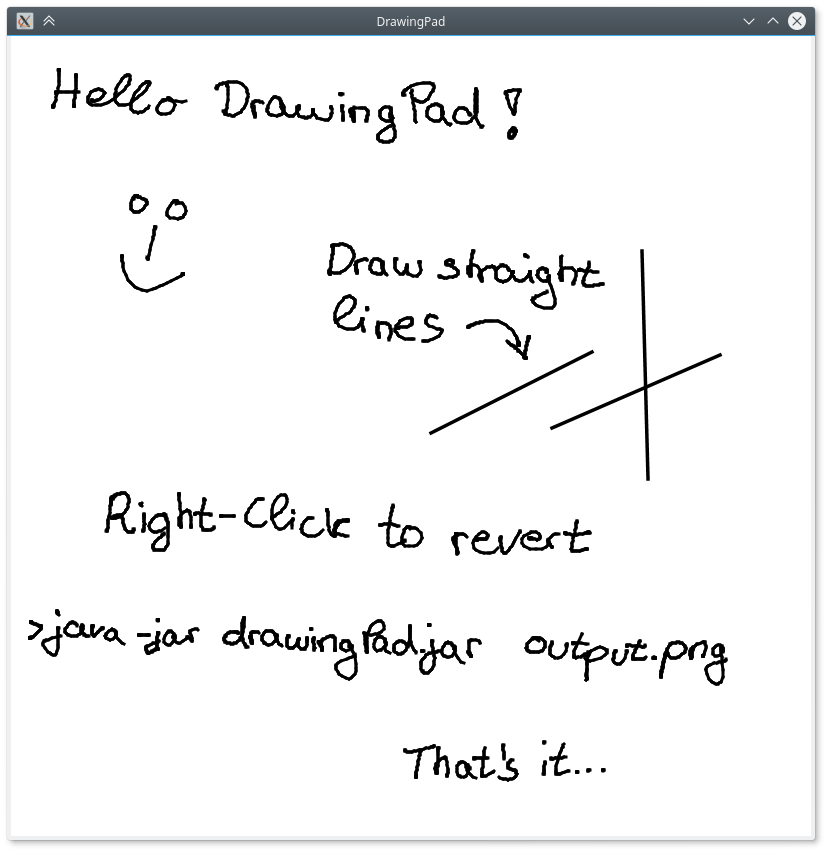 DrawingPad
Hello DrawingPad!
Draw straight
lines
Right-Click to revert
>java -jar drawingPad.jar output.png
That's it...